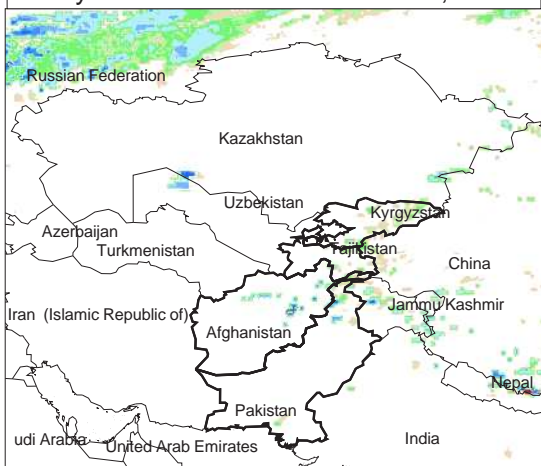 Russian Federation
Kazakhstan
Uzbekistan
Kyrgyzstan
Azerbaijan
Turkmenistan
Tajikistan
China
Iran (Islamic Republic of)
Jammu/Kashmir
Afghanistan
Nepal
Pakistan
udi Arabia
United Arab Emirates
India